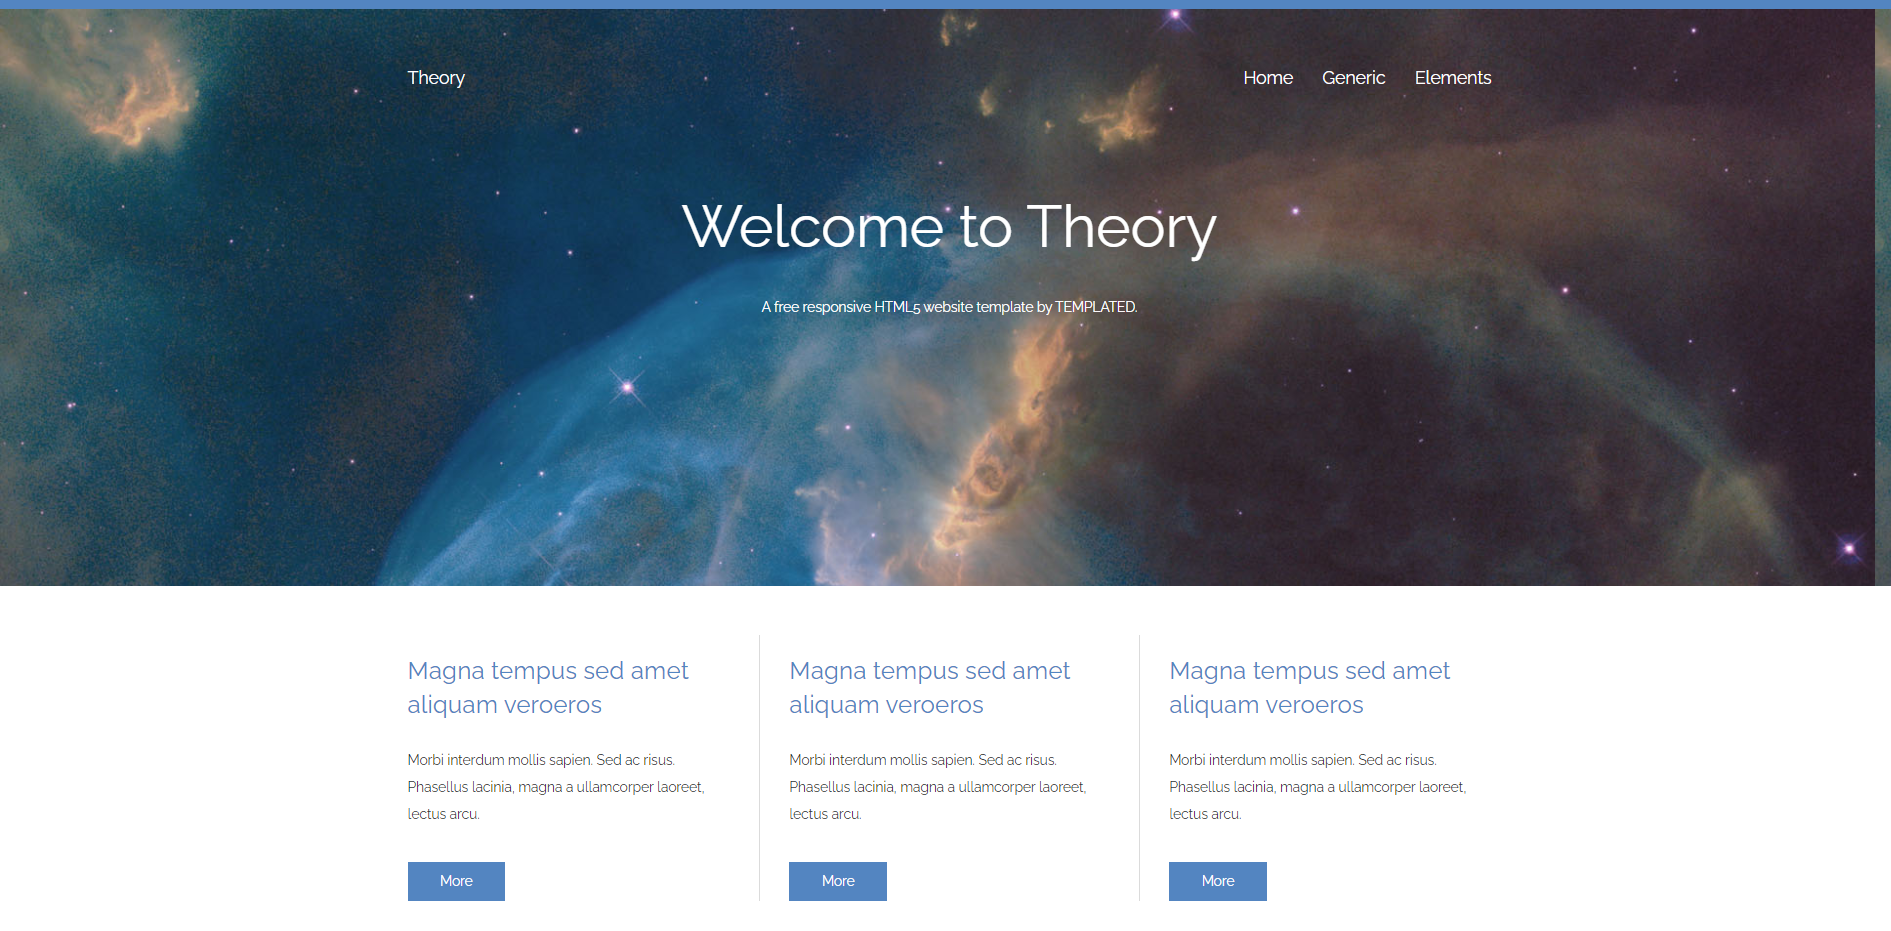 Theory
Home Generic Elements
Welcome to Theory
A free responsive HTML5 website template by TEMPLATED.
Magna tempus sed amet
aliquam veroeros
Morbi interdum mollis sapien. Sed ac risus.
Phasellus lacinia, magna a ullamcorper laoreet,
lectus arcu.
More
Magna tempus sed amet
aliquam veroeros
Morbi interdum mollis sapien. Sed ac risus.
Phasellus lacinia, magna a ullamcorper laoreet,
lectus arcu.
More
Magna tempus sed amet
aliquam veroeros
Morbi interdum mollis sapien. Sed ac risus.
Phasellus lacinia, magna a ullamcorper laoreet,
lectus arcu.
More